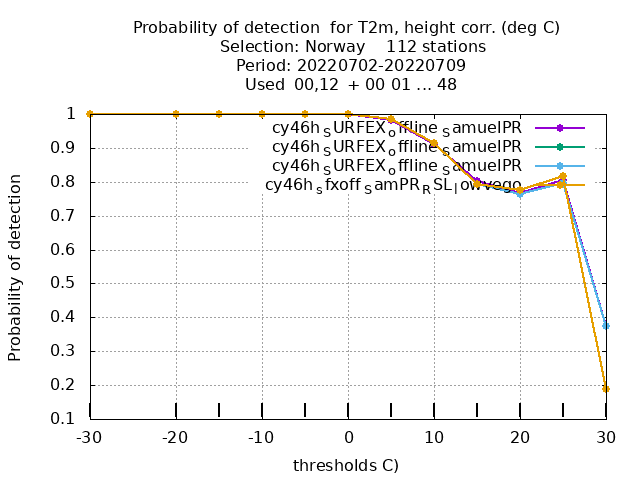 Probability of detection  for T2m, height corr. (deg C)
Selection: Norway    112 stations
Period: 20220702-20220709
Used  00,12  + 00 01 ... 48
cy46h_SURFEX_offline_SamuelPR
cy46h_SURFEX_offline_SamuelPR
cy46h_SURFEX_offline_SamuelPR
cy46h_sfxoff_SamPR_RSL_lowvego
1
0.9
0.8
0.7
0.6
0.5
0.4
0.3
0.2
0.1
Probability of detection
-30 -20 -10 0 10 20 30
thresholds C)